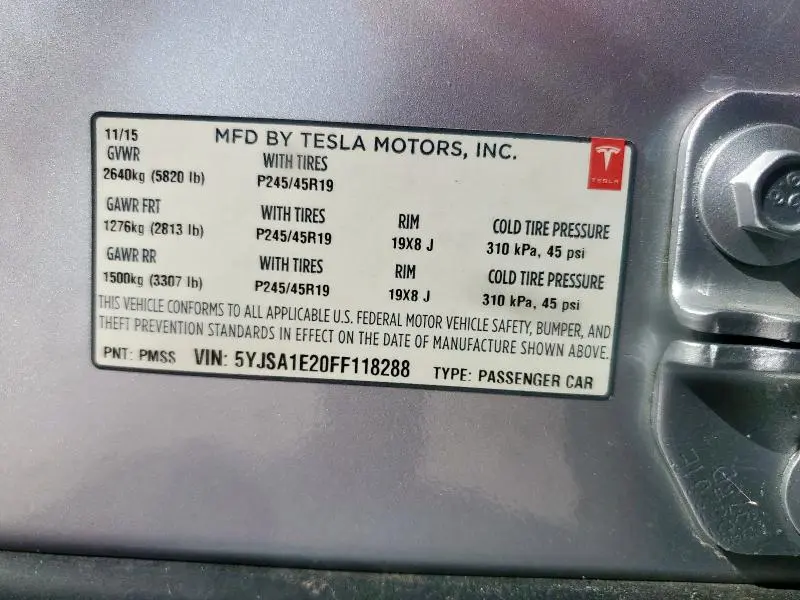 11/15
MFD BY TESLA MOTORS, INC.
TESLA
GVWR WITH TIRES
2640kg (5820 lb) P245/45R19
GAWR FRT WITH TIRES RIM COLD TIRE PRESSURE
1276kg (2813 lb) P245/45R19 19X8 J 310 kPa, 45 psi
GAWR RR WITH TIRES RIM COLD TIRE PRESSURE
1500kg (3307 lb) P245/45R19 19X8 J 310 kPa, 45 psi
THIS VEHICLE CONFORMS TO ALL APPLICABLE U.S. FEDERAL MOTOR VEHICLE SAFETY, BUMPER, AND
THEFT PREVENTION STANDARDS IN EFFECT ON THE DATE OF MANUFACTURE SHOWN ABOVE.
PNT: PMSS VIN: 5YJSA1E20FF118288 TYPE: PASSENGER CAR